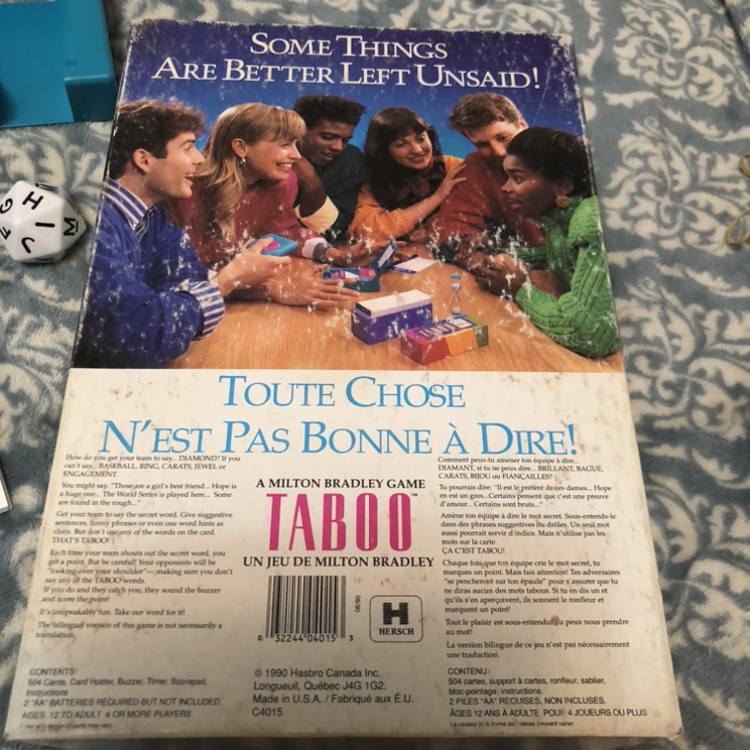 SOME THINGS
ARE BETTER LEFT UNSAID!
TABOO
TOUTE CHOSE
N'EST PAS BONNE À DIRE!
How do you get your team to say... DIAMOND? If you
can't say... BASEBALL, RING, CARATS, JEWEL or
ENGAGEMENT.
You might say, "These are a girl's best friend... Hope is
a huge one... The World Series is played here... Some
are found in the rough..."
Get your team to say the secret word. Give suggestive
sentences, funny phrases or even one word hints as
clues. But don't use any of the words on the card.
THAT'S TABOO!
Each time your team shouts out the secret word, you
get a point. But be careful! Your opponents will be
"looking over your shoulder"—making sure you don't
say any of the TABOO words.
If you do and they catch you, they sound the buzzer
and score the point!
It's unspeakably fun. Take our word for it!
The bilingual version of this game is not necessarily a
translation.
CONTENTS:
504 Cards, Card Holder, Buzzer, Timer, Scorepad,
Instructions
2 "AA" BATTERIES REQUIRED BUT NOT INCLUDED.
AGES 12 TO ADULT 4 OR MORE PLAYERS
A MILTON BRADLEY GAME
TABOO™
UN JEU DE MILTON BRADLEY
0 32244 04015 3
06-90
H
HERSCH
© 1990 Hasbro Canada Inc.
Longueuil, Québec J4G 1G2.
Made in U.S.A. / Fabriqué aux É.U.
C4015
Comment peux-tu amener ton équipe à dire...
DIAMANT, si tu ne peux dire... BRILLANT, BAGUE,
CARATS, BIJOU ou FIANÇAILLES?
Tu pourrais dire: "Il est le préféré de ces dames... Hope
en est un gros...Certains pensent que c'est une preuve
d'amour... Certains sont bruts..."
Amène ton équipe à dire le mot secret. Sous-entends-le
dans des phrases suggestives ou drôles. Un seul mot
aussi pourrait servir d'indice. Mais n'utilise pas les
mots sur la carte.
ÇA C'EST TABOU!
Chaque fois que ton équipe crie le mot secret, tu
marques un point. Mais fais attention! Tes adversaires
"se pencheront sur ton épaule" pour s'assurer que tu
ne diras aucun des mots tabous. Si tu en dis un et
qu'ils s'en aperçoivent, ils sonnent le ronfleur et
marquent un point!
Tout le plaisir est sous-entendu, tu peux nous prendre
au mot!
La version bilingue de ce jeu n'est pas nécessairement
une traduction.
CONTENU:
504 cartes, support à cartes, ronfleur, sablier,
bloc-pointage, instructions.
2 PILES "AA" REQUISES, NON INCLUSES.
ÂGES 12 ANS À ADULTE POUR 4 JOUEURS OU PLUS
La couleur et la forme des pièces peuvent varier.
H
I
M
G
F
J